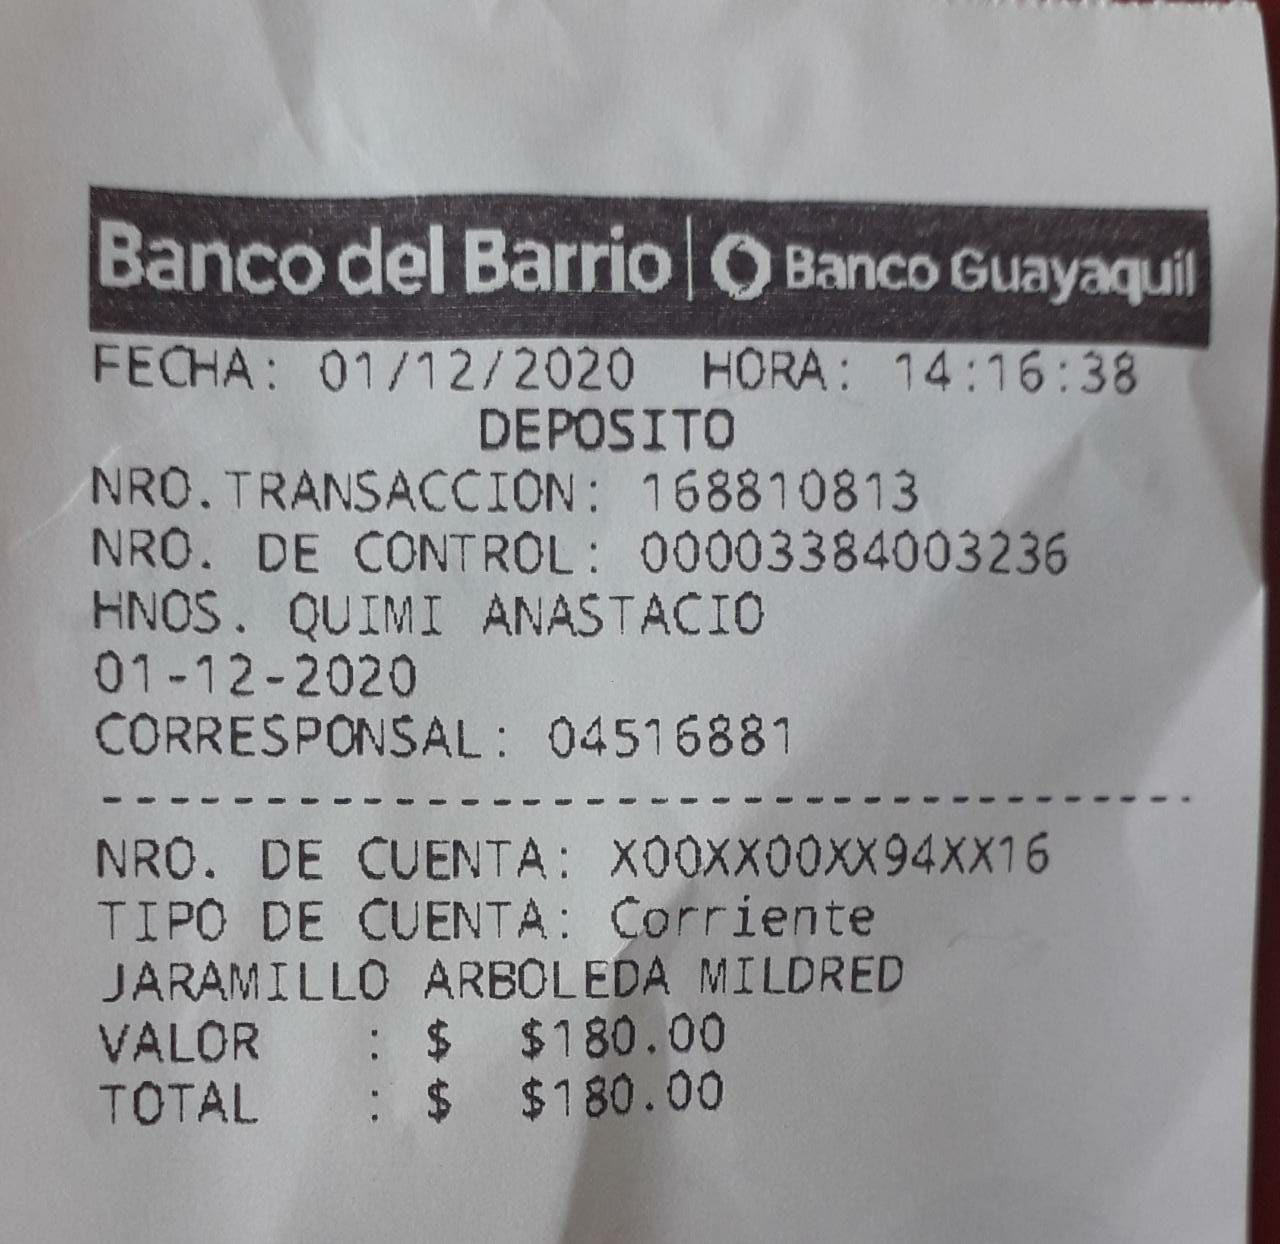 Banco del Barrio | Banco Guayaquil
FECHA: 01/12/2020 HORA: 14:16:38
DEPOSITO
NRO.TRANSACCION: 168810813
NRO. DE CONTROL: 00003384003236
HNOS. QUIMI ANASTACIO
01-12-2020
CORRESPONSAL: 04516881
----------------------------------
NRO. DE CUENTA: X00XX00XX94XX16
TIPO DE CUENTA: Corriente
JARAMILLO ARBOLEDA MILDRED
VALOR : $ $180.00
TOTAL : $ $180.00